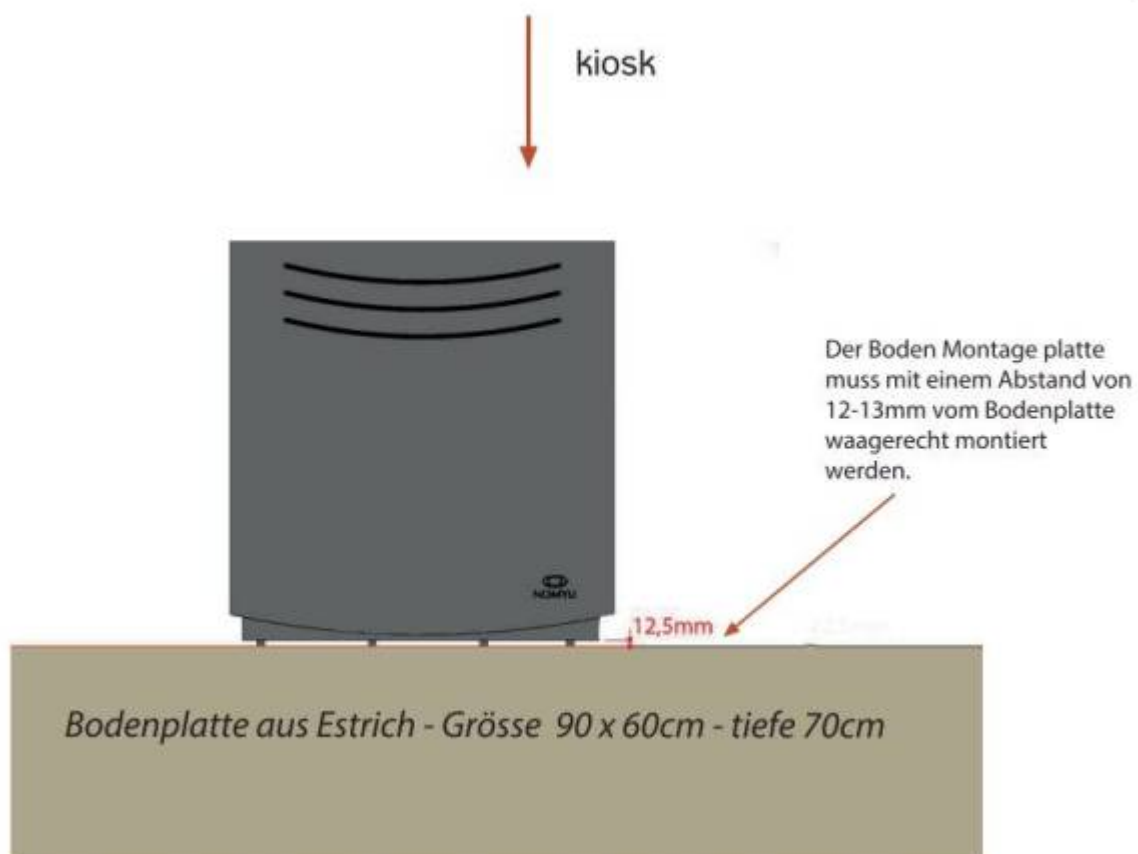 kiosk
Der Boden Montage platte
muss mit einem Abstand von
12-13mm vom Bodenplatte
waagerecht montiert
werden.
NOMYU
12,5mm
Bodenplatte aus Estrich - Grösse 90 x 60cm - tiefe 70cm